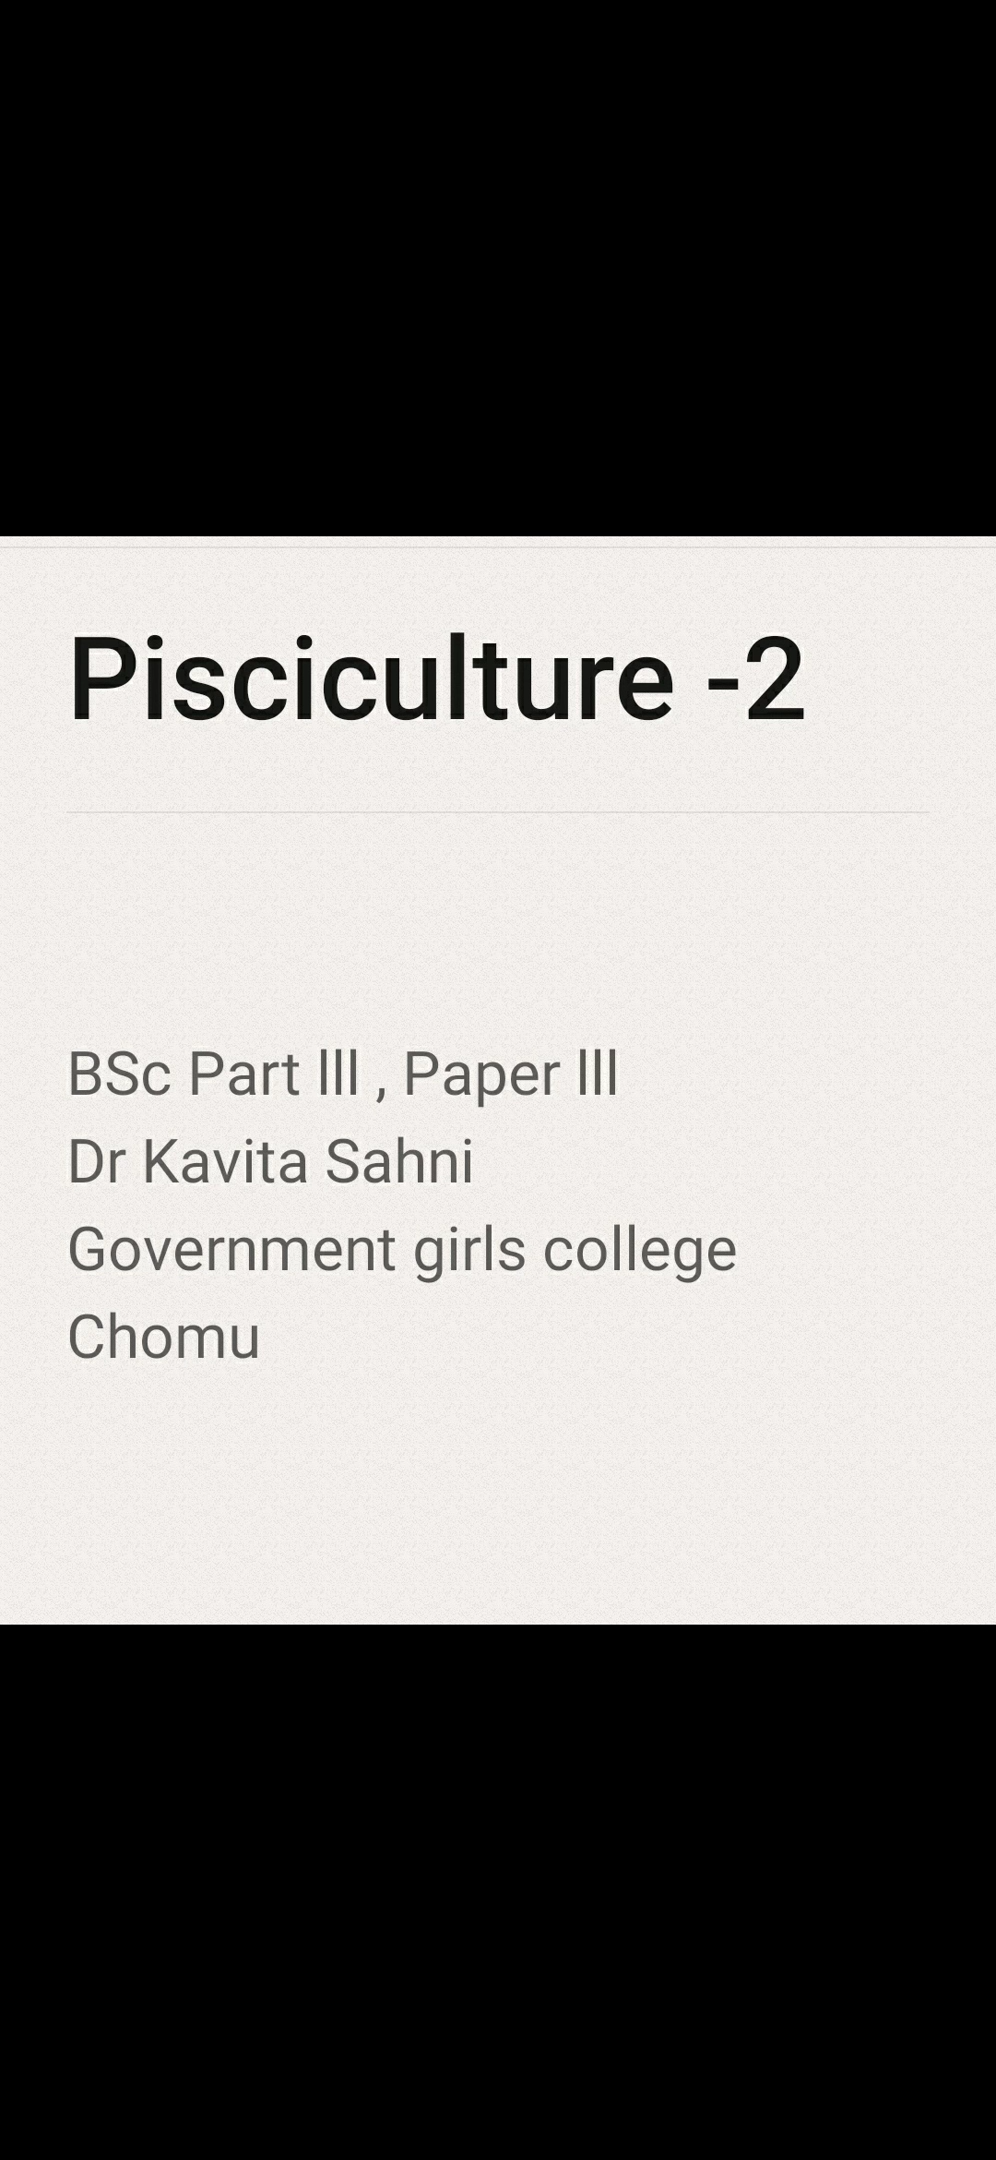 Pisciculture -2
BSc Part lll , Paper lll
Dr Kavita Sahni
Government girls college
Chomu